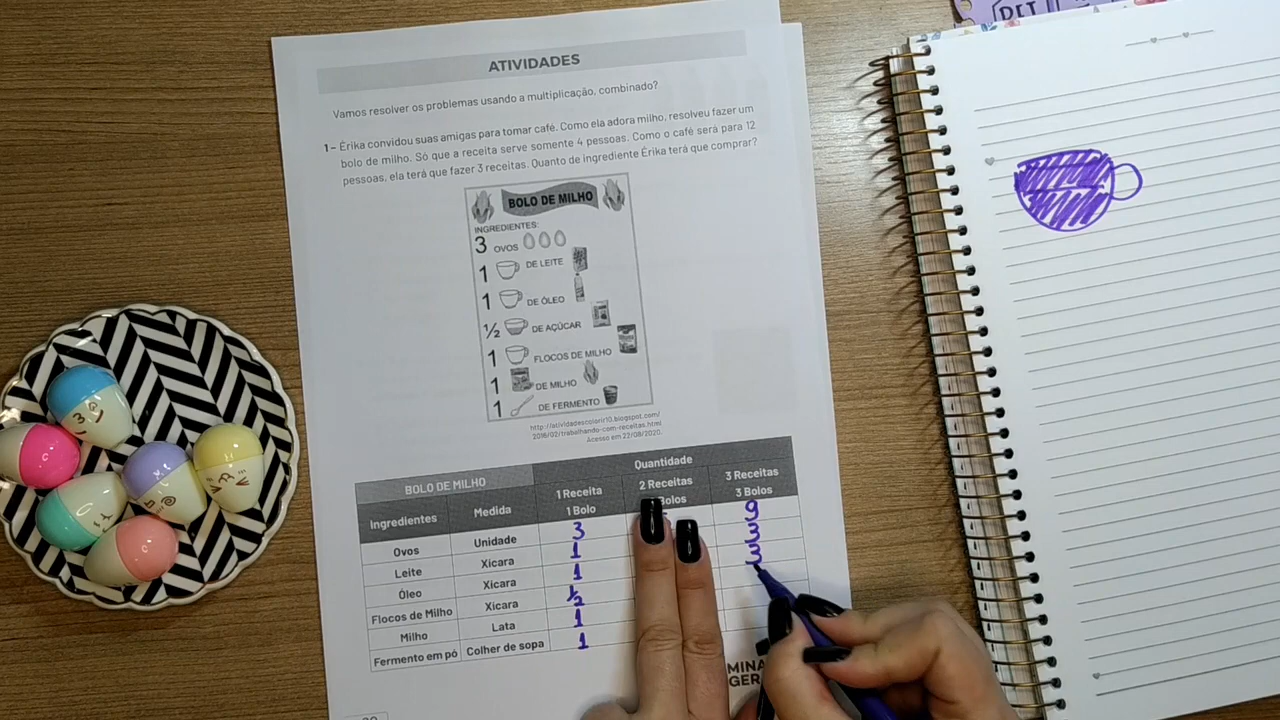 ATIVIDADES
Vamos resolver os problemas usando a multiplicação, combinado?
1 - Érika convidou suas amigas para tomar café. Como ela adora milho, resolveu fazer um
bolo de milho. Só que a receita serve somente 4 pessoas. Como o café será para 12
pessoas, ela terá que fazer 3 receitas. Quanto de ingrediente Érika terá que comprar?
BOLO DE MILHO
INGREDIENTES:
3 OVOS
1 DE LEITE
1 DE ÓLEO
½ DE AÇÚCAR
1 FLOCOS DE MILHO
1 DE MILHO
1 DE FERMENTO
http://atividadescolorir10.blogspot.com/
2016/02/trabalhando-com-receitas.html
Acesso em 22/08/2020.
BOLO DE MILHO Quantidade
Ingredientes Medida 1 Receita 2 Receitas 3 Receitas
1 Bolo Bolos 3 Bolos
Ovos Unidade 3 9
Leite Xícara 1 3
Óleo Xícara 1 3
Flocos de Milho Xícara 1/2
Milho Lata 1
Fermento em pó Colher de sopa 1